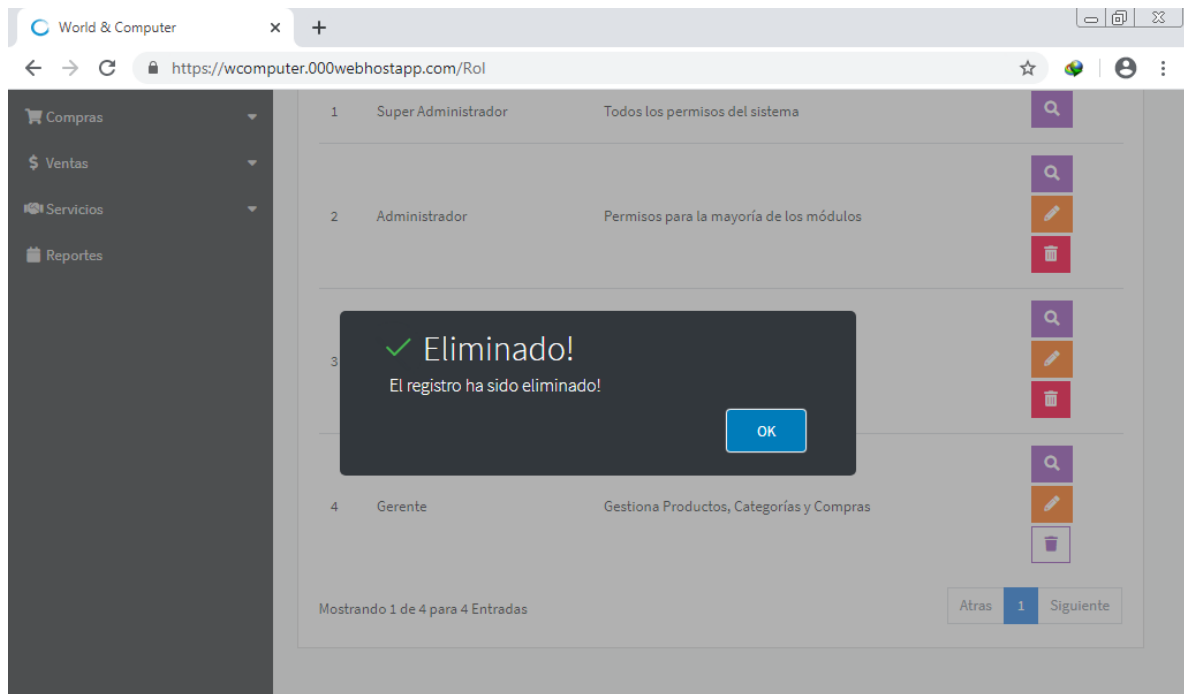 World & Computer
https://wcomputer.000webhostapp.com/Rol
Compras
$ Ventas
Servicios
Reportes
1 Super Administrador Todos los permisos del sistema
2 Administrador Permisos para la mayoría de los módulos
3
Eliminado!
El registro ha sido eliminado!
OK
4 Gerente Gestiona Productos, Categorías y Compras
Mostrando 1 de 4 para 4 Entradas
Atras 1 Siguiente